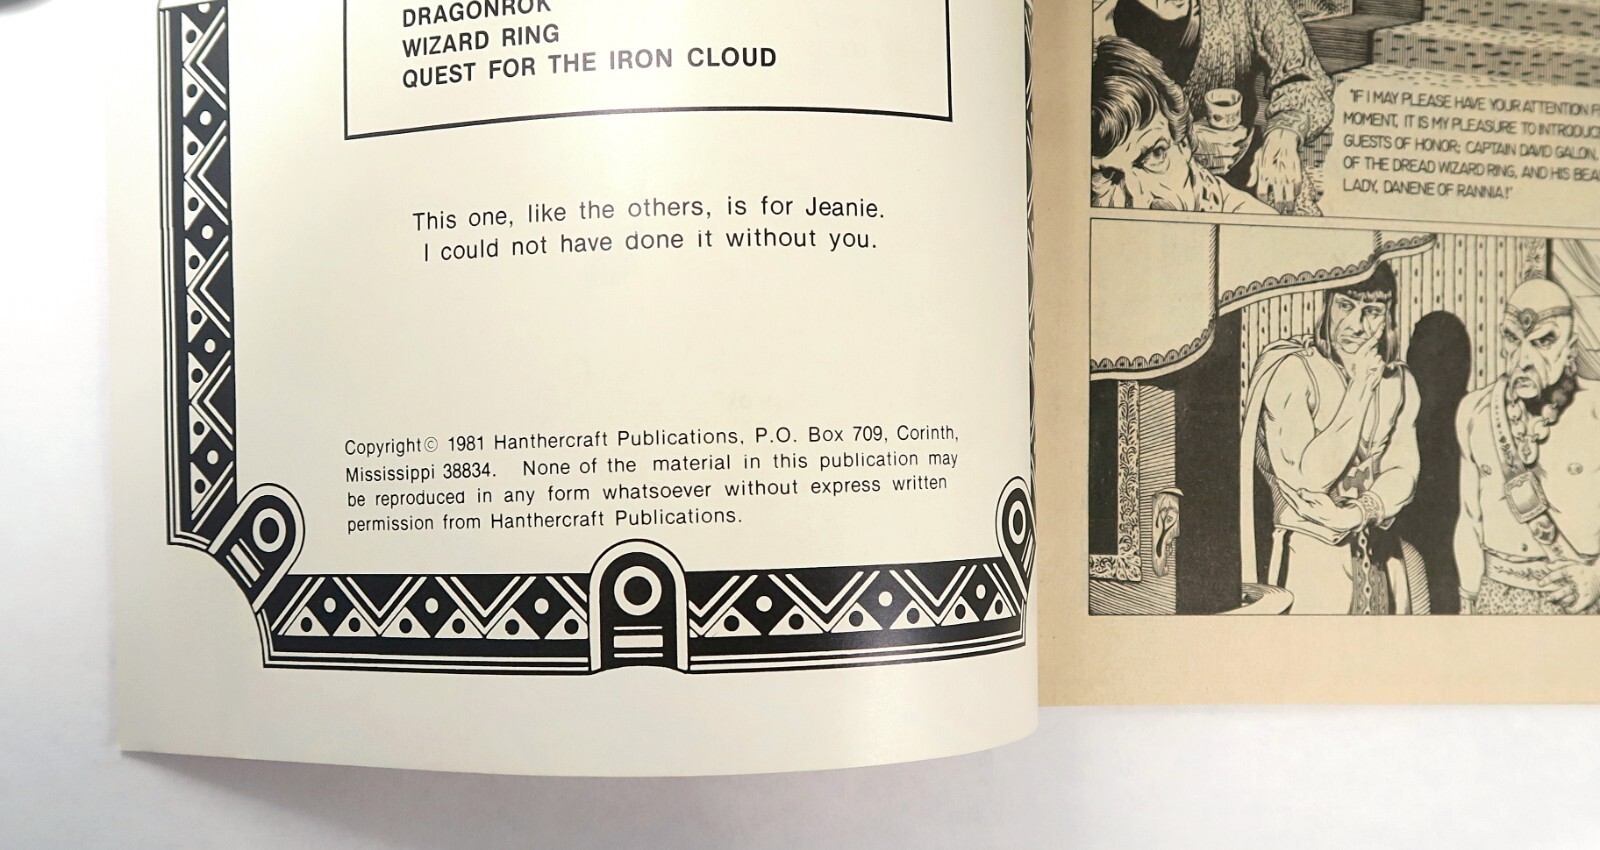 DRAGONROK
WIZARD RING
QUEST FOR THE IRON CLOUD
This one, like the others, is for Jeanie.
I could not have done it without you.
Copyright© 1981 Hanthercraft Publications, P.O. Box 709, Corinth,
Mississippi 38834. None of the material in this publication may
be reproduced in any form whatsoever without express written
permission from Hanthercraft Publications.
"IF I MAY PLEASE HAVE YOUR ATTENTION
MOMENT, IT IS MY PLEASURE TO
GUESTS OF HONOR; CAPTAIN DAVID GALON,
OF THE DREAD WIZARD RING, AND HIS
LADY, DANENE OF RANNIA!"